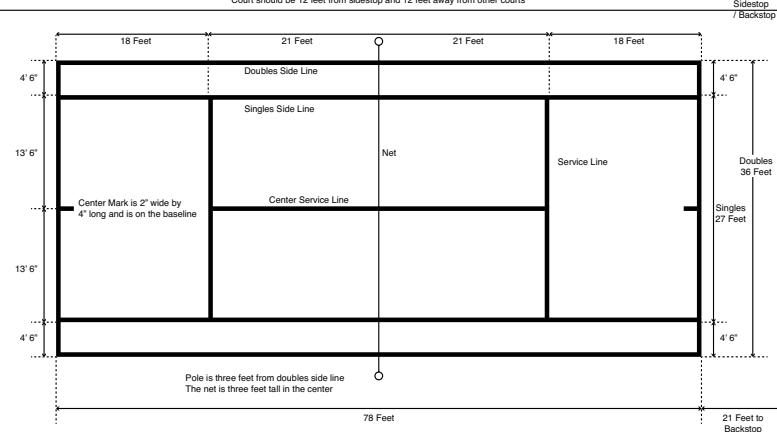 Court should be 12 feet from sidestop and 12 feet away from other courts
Sidestop
/ Backstop
18 Feet
21 Feet
21 Feet
18 Feet
4' 6"
Doubles Side Line
4' 6"
Singles Side Line
13' 6"
Net
Service Line
Doubles
36 Feet
Center Mark is 2" wide by
4" long and is on the baseline
Center Service Line
Singles
27 Feet
13' 6"
4' 6"
4' 6"
Pole is three feet from doubles side line
The net is three feet tall in the center
78 Feet
21 Feet to
Backstop